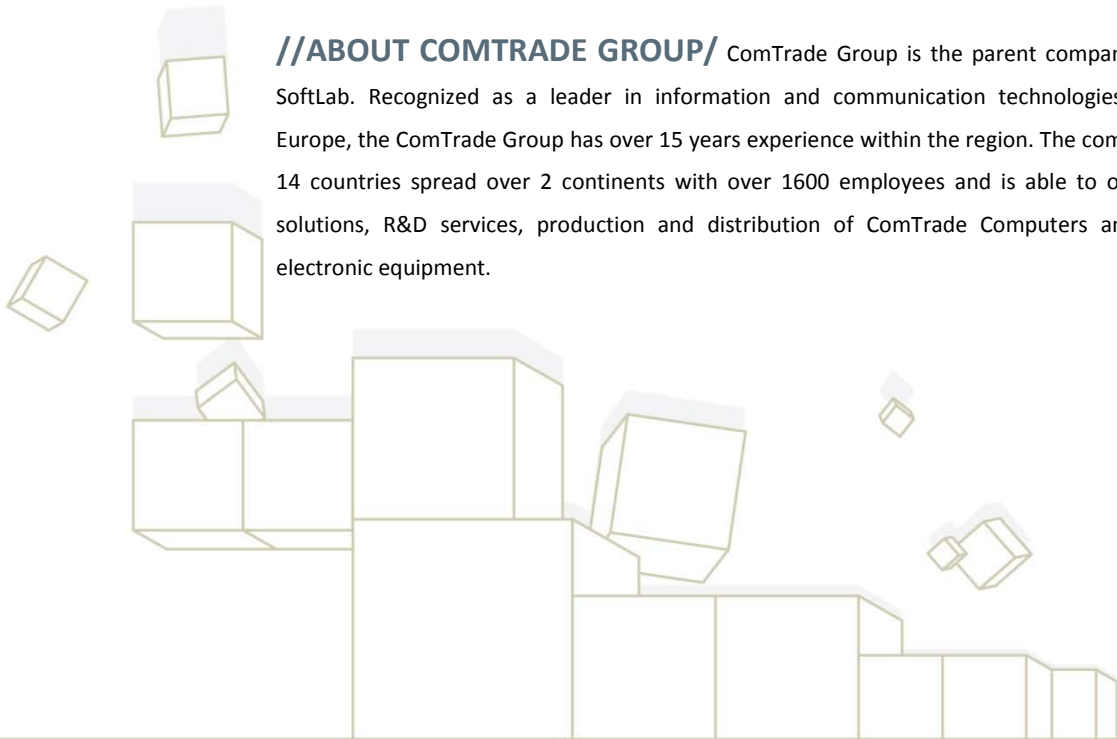 //ABOUT COMTRADE GROUP/ ComTrade Group is the parent
SoftLab. Recognized as a leader in information and communication
Europe, the ComTrade Group has over 15 years experience within the region. The
14 countries spread over 2 continents with over 1600 employees and is able to
solutions, R&D services, production and distribution of ComTrade Computers
electronic equipment.